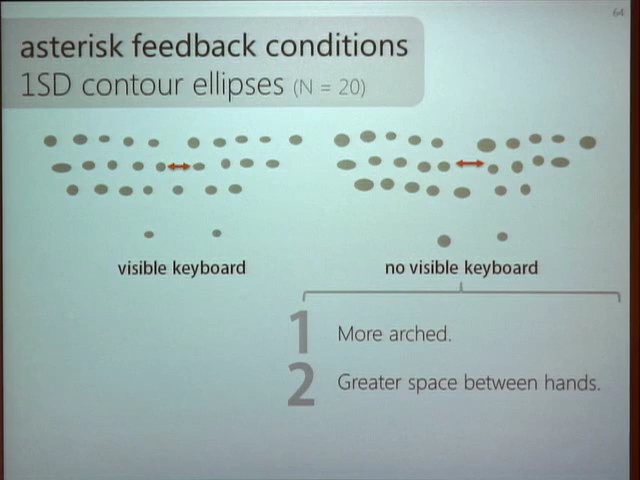 64
asterisk feedback conditions
1SD contour ellipses (N = 20)
visible keyboard
no visible keyboard
1 More arched.
2 Greater space between hands.